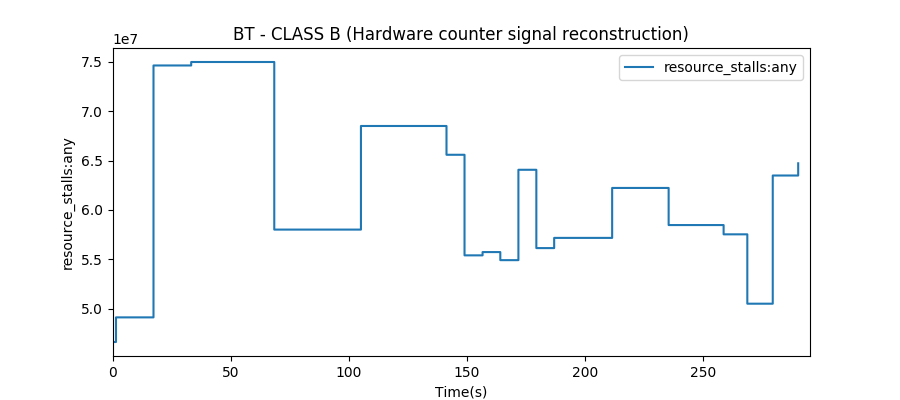 BT - CLASS B (Hardware counter signal reconstruction)
1e7
resource_stalls:any
7.5
7.0
6.5
6.0
5.5
5.0
resource_stalls:any
0 50 100 150 200 250
Time(s)